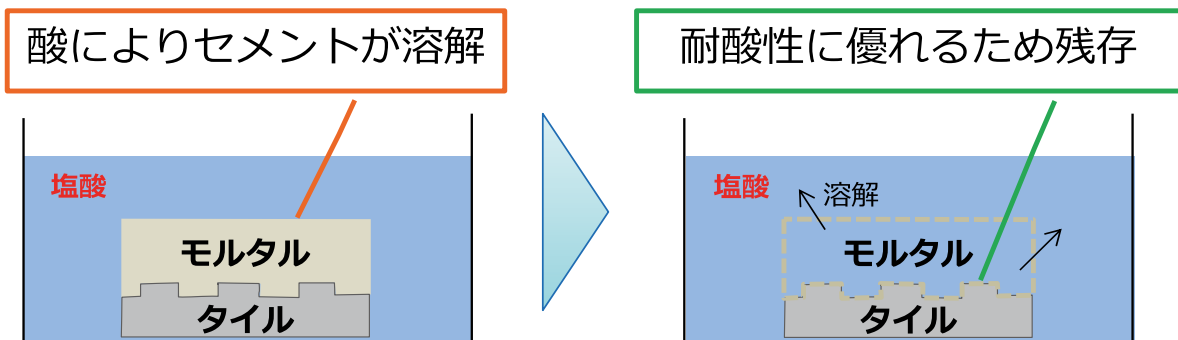 酸によりセメントが溶解
耐酸性に優れるため残存
塩酸
モルタル
タイル
塩酸
溶解
モルタル
タイル